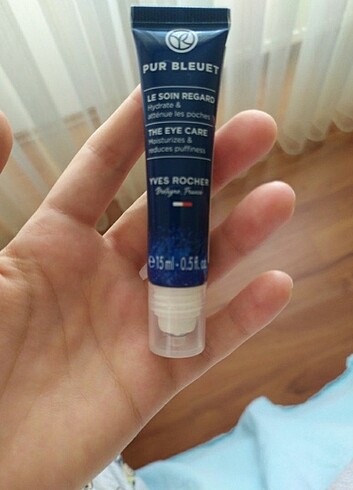 PUR BLEUET
LE SOIN REGARD
Hydrate &
atténue les poches
THE EYE CARE
Moisturizes &
reduces puffiness
YVES ROCHER
France
℮ 15 ml - 0.5 fl. oz